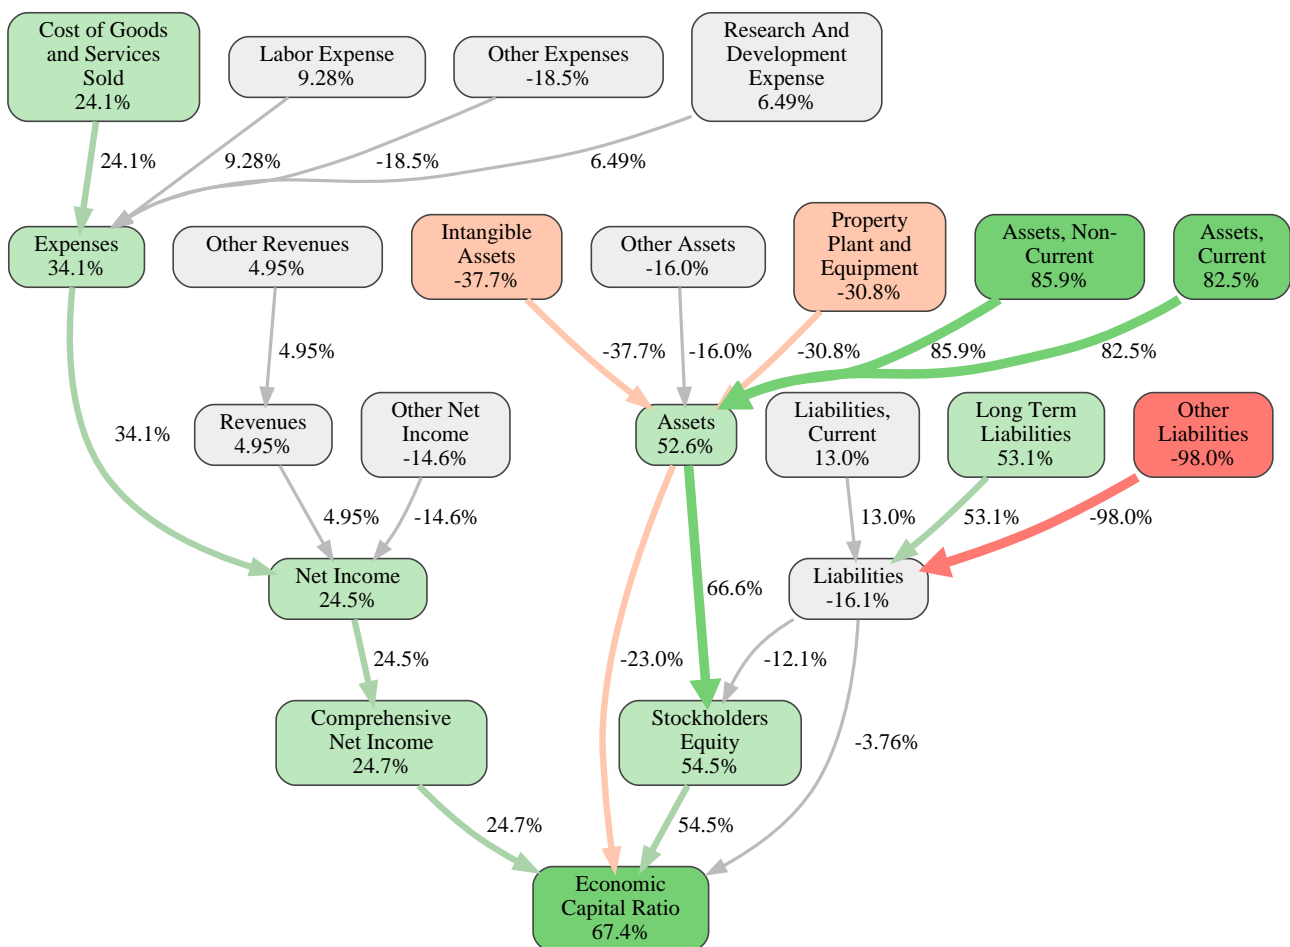 Cost of Goods
and Services
Sold
24.1%
Labor Expense
9.28%
Other Expenses
-18.5%
Research And
Development
Expense
6.49%
24.1%
9.28%
-18.5%
6.49%
Expenses
34.1%
Other Revenues
4.95%
Intangible
Assets
-37.7%
Other Assets
-16.0%
Property
Plant and
Equipment
-30.8%
Assets, Non-
Current
85.9%
Assets,
Current
82.5%
4.95%
-37.7%
-16.0%
-30.8%
85.9%
82.5%
34.1%
Revenues
4.95%
Other Net
Income
-14.6%
Assets
52.6%
Liabilities,
Current
13.0%
Long Term
Liabilities
53.1%
Other
Liabilities
-98.0%
4.95%
-14.6%
13.0%
53.1%
-98.0%
Net Income
24.5%
66.6%
Liabilities
-16.1%
24.5%
-23.0%
-12.1%
Comprehensive
Net Income
24.7%
Stockholders
Equity
54.5%
-3.76%
24.7%
54.5%
Economic
Capital Ratio
67.4%